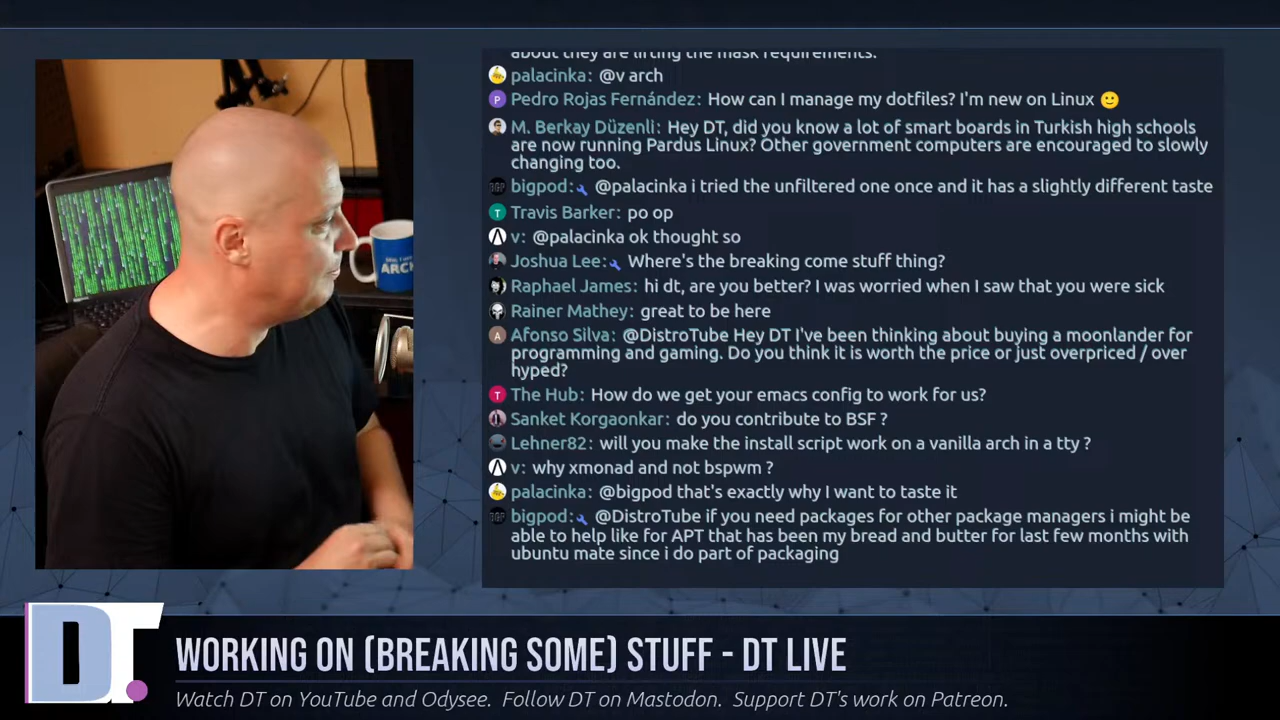 about they are lifting the mask requirements.
palacinka: @v arch
P Pedro Rojas Fernández: How can I manage my dotfiles? I'm new on Linux 🙂
M. Berkay Düzenli: Hey DT, did you know a lot of smart boards in Turkish high schools
are now running Pardus Linux? Other government computers are encouraged to slowly
changing too.
bigpod: @palacinka i tried the unfiltered one once and it has a slightly different taste
T Travis Barker: po op
v: @palacinka ok thought so
Joshua Lee: Where's the breaking come stuff thing?
Raphael James: hi dt, are you better? I was worried when I saw that you were sick
Rainer Mathey: great to be here
A Afonso Silva: @DistroTube Hey DT I've been thinking about buying a moonlander for
programming and gaming. Do you think it is worth the price or just overpriced / over
hyped?
T The Hub: How do we get your emacs config to work for us?
Sanket Korgaonkar: do you contribute to BSF ?
Lehner82: will you make the install script work on a vanilla arch in a tty ?
v: why xmonad and not bspwm ?
palacinka: @bigpod that's exactly why I want to taste it
bigpod: @DistroTube if you need packages for other package managers i might be
able to help like for APT that has been my bread and butter for last few months with
ubuntu mate since i do part of packaging
ARCH
DT.
WORKING ON (BREAKING SOME) STUFF - DT LIVE
Watch DT on YouTube and Odysee. Follow DT on Mastodon. Support DT's work on Patreon.